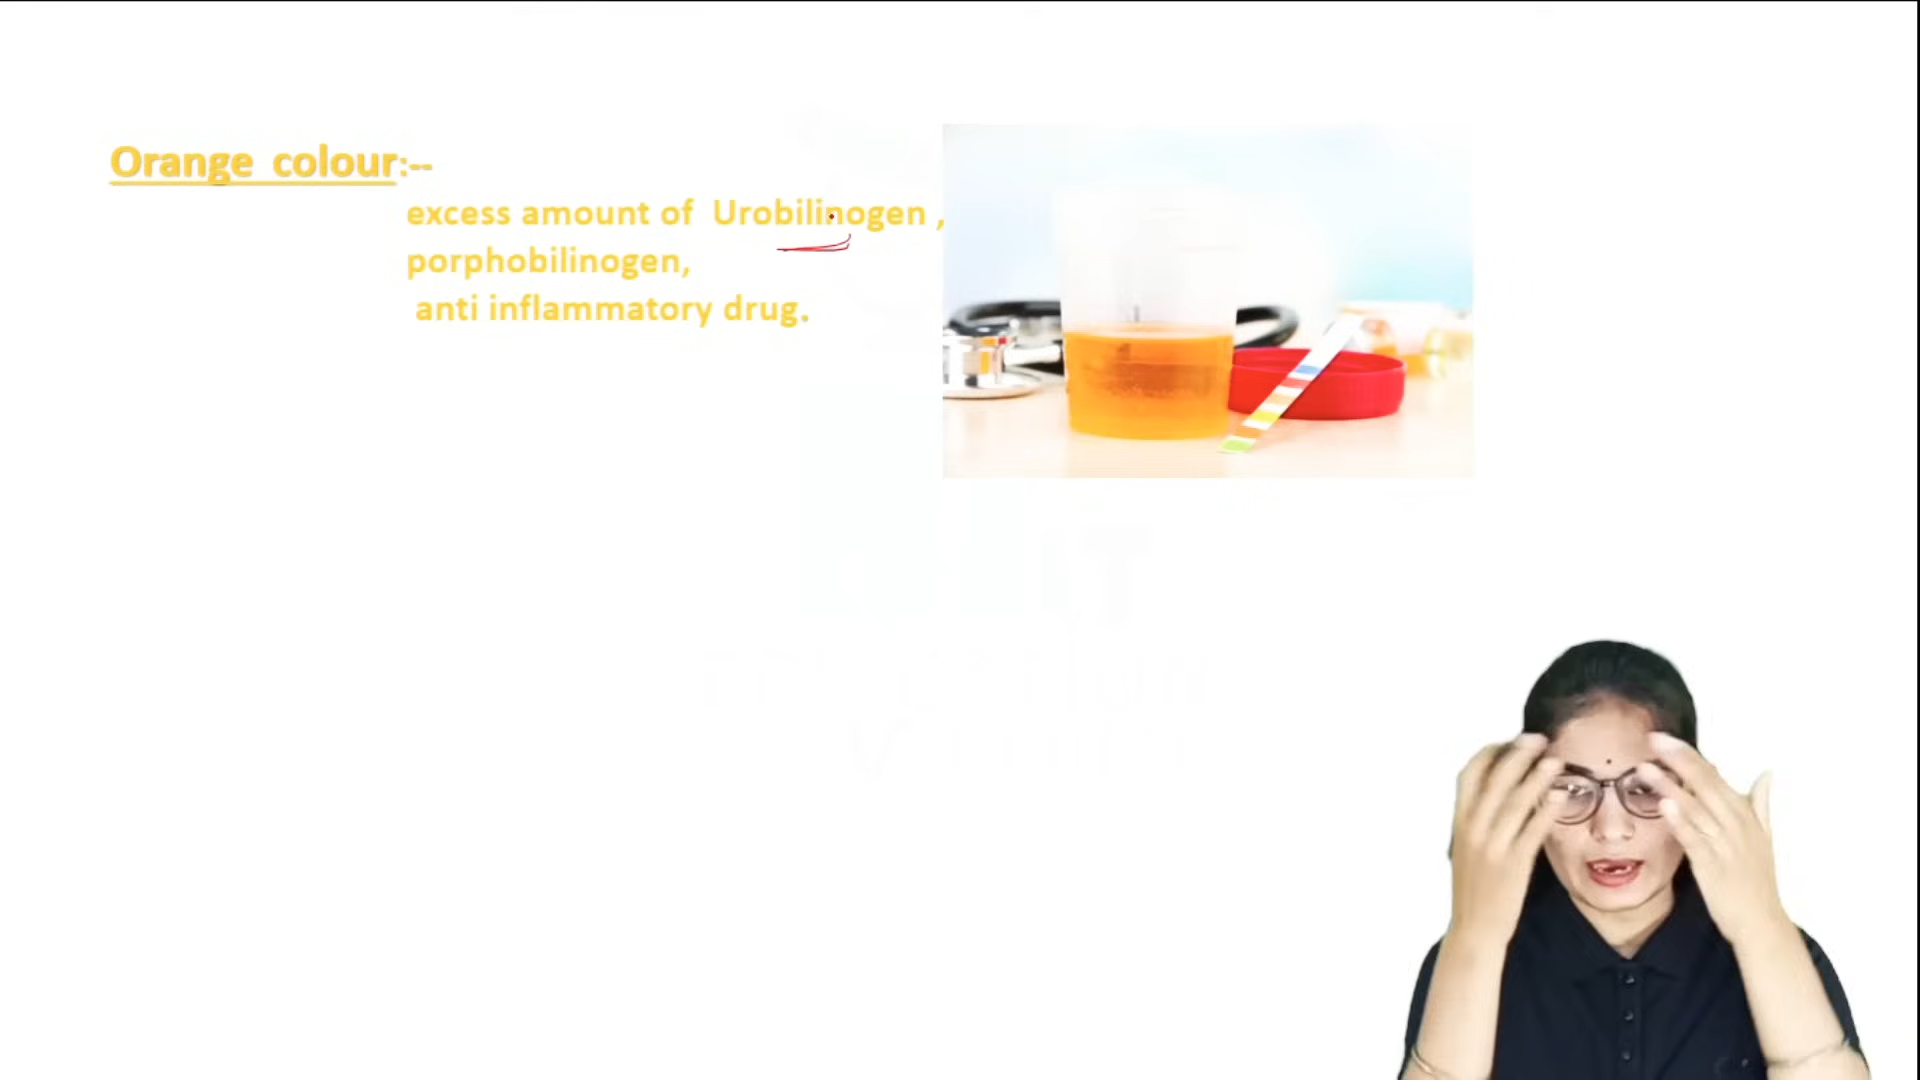 Orange colour:--
excess amount of Urobilinogen ,
porphobilinogen,
anti inflammatory drug.